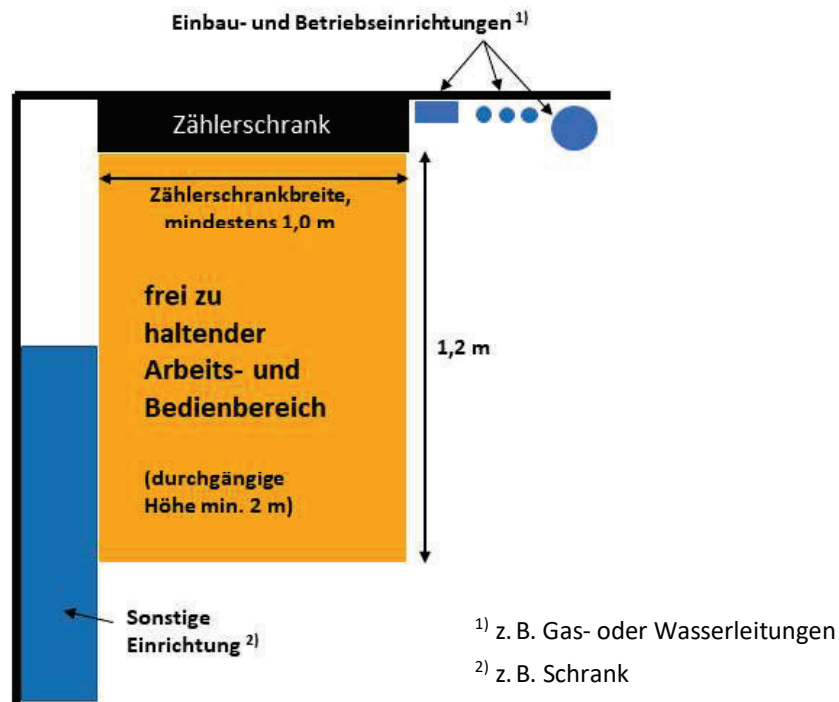 Einbau- und Betriebseinrichtungen 1)
Zählerschrank
Zählerschrankbreite,
mindestens 1,0 m
frei zu
haltender
Arbeits- und
Bedienbereich
(durchgängige
Höhe min. 2 m)
1,2 m
Sonstige
Einrichtung 2)
1) z. B. Gas- oder Wasserleitungen
2) z. B. Schrank